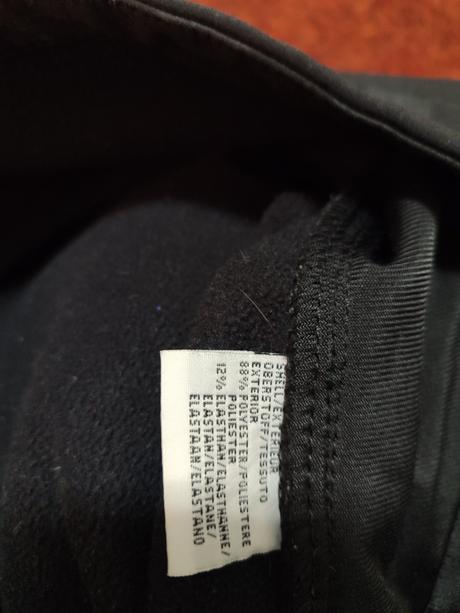 SHELL/EXTERIEUR
OBERSTOFF/TESSUTO
EXTERIOR
88% POLYESTER/POLIESTERE
POLIESTER
12% ELASTHAN/ELASTHANNE/
ELASTAN/ELASTANE/
ELASTAAN/ELASTANO